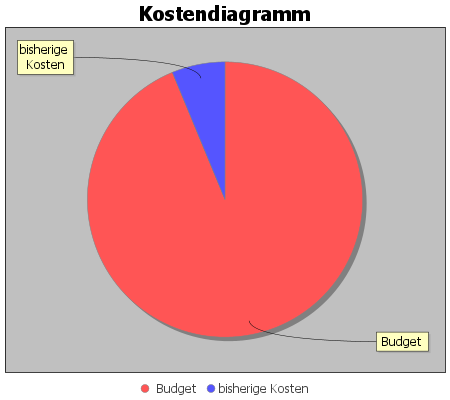 Kostendiagramm
bisherige
Kosten
Budget
Budget bisherige Kosten